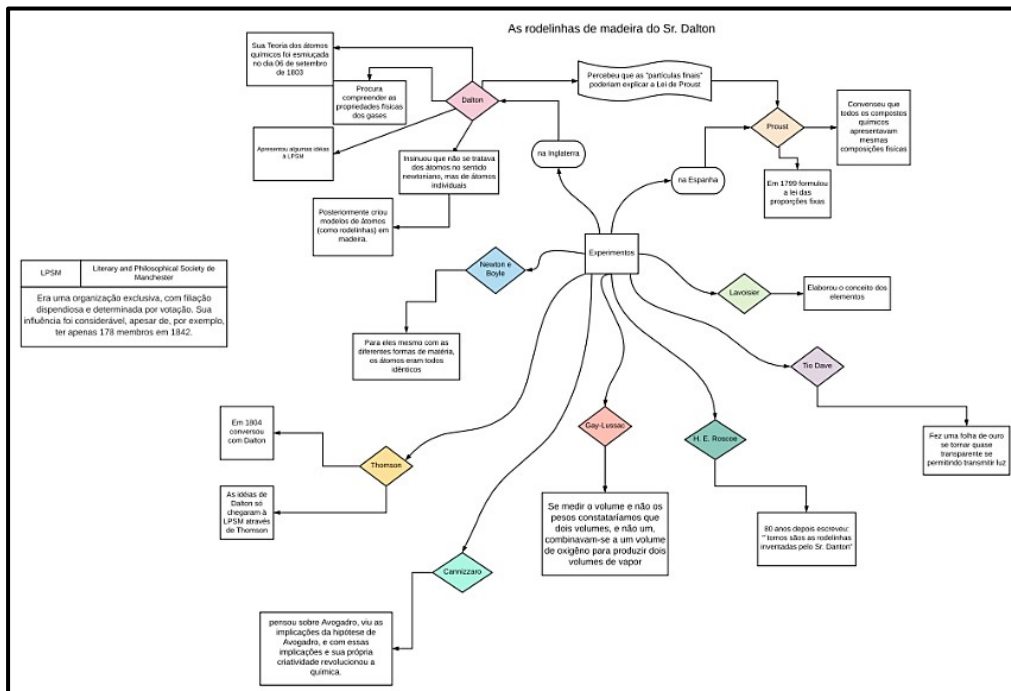 As rodelinhas de madeira do Sr. Dalton
Sua Teoria dos átomos
químicos foi esmiuçada
no dia 06 de setembro
de 1803
Procura
compreender as
propriedades físicas
dos gases
Apresentou algumas idéias
à LPSM
Dalton
Insinuou que não se tratava
dos átomos no sentido
newtoniano, mas de átomos
individuais
Posteriormente criou
modelos de átomos
(como rodelinhas) em
madeira.
na Inglaterra
Percebeu que as "partículas finais"
poderiam explicar a Lei de Proust
Proust
Convenseu que
todos os compostos
químicos
apresentavam
mesmas
composições físicas
Em 1799 formulou
a lei das
proporções fixas
na Espanha
Experimentos
Newton e
Boyle
Para eles mesmo com as
diferentes formas de matéria,
os átomos eram todos
idênticos
Lavoisier
Elaborou o conceito dos
elementos
LPSM
Literary and Philosophical Society de
Manchester
Era uma organização exclusiva, com filiação
dispendiosa e determinada por votação. Sua
influência foi considerável, apesar de, por exemplo,
ter apenas 178 membros em 1842.
Tio Dave
Fez uma folha de ouro
se tornar quase
transparente se
permitindo transmitir luz
Em 1804
conversou
com Dalton
Thomson
As idéias de
Dalton só
chegaram à
LPSM através
de Thomson
Gay-Lussac
Se medir o volume e não os
pesos constataríamos que
dois volumes, e não um,
combinavam-se a um volume
de oxigêno para produzir dois
volumes de vapor
H. E. Roscoe
80 anos depois escreveu:
"´tomos sãos as rodelinhas
inventadas pelo Sr. Danton"
Cannizzaro
pensou sobre Avogadro, viu as
implicações da hipótese de
Avogadro, e com essas
implicações e sua própria
criatividade revolucionou a
química.